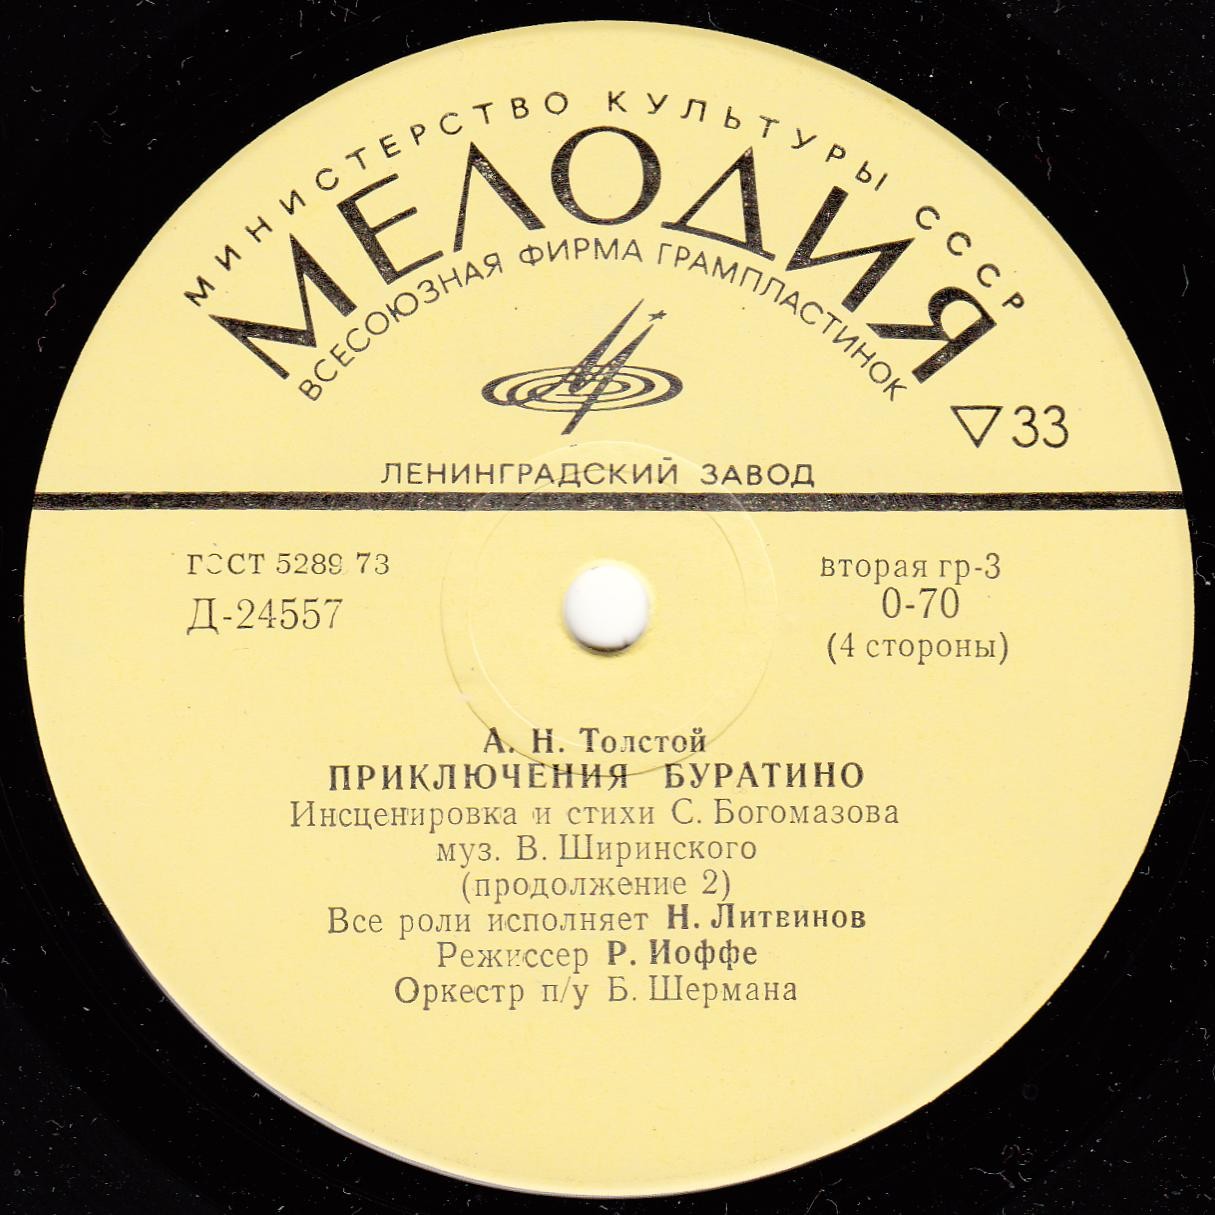 МИНИСТЕРСТВО КУЛЬТУРЫ СССР
МЕЛОДИЯ
ВСЕСОЮЗНАЯ ФИРМА ГРАМПЛАСТИНОК
▽33
ЛЕНИНГРАДСКИЙ ЗАВОД
ГОСТ 5289 73
Д-24557
вторая гр-3
0-70
(4 стороны)
А. Н. Толстой
ПРИКЛЮЧЕНИЯ БУРАТИНО
Инсценировка и стихи С. Богомазова
муз. В. Ширинского
(продолжение 2)
Все роли исполняет Н. Литвинов
Режиссер Р. Иоффе
Оркестр п/у Б. Шермана